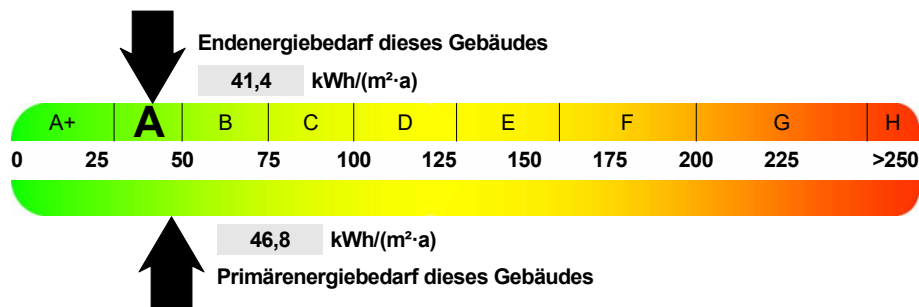 Endenergiebedarf dieses Gebäudes
41,4 kWh/(m²·a)
A+ A B C D E F G H
0 25 50 75 100 125 150 175 200 225 >250
46,8 kWh/(m²·a)
Primärenergiebedarf dieses Gebäudes